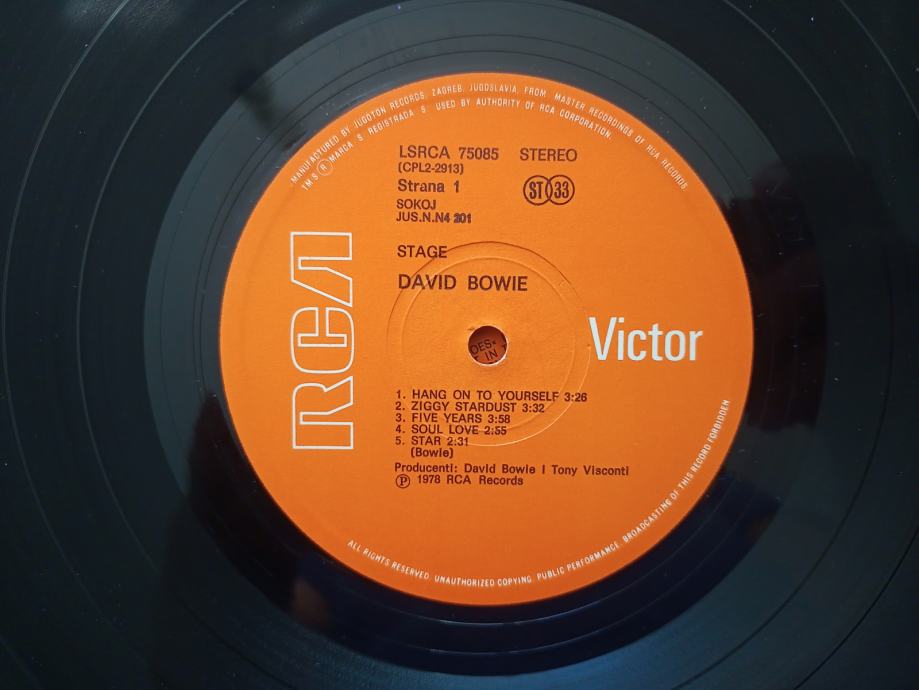 MANUFACTURED BY JUGOTON RECORDS, ZAGREB, JUGOSLAVIA, FROM MASTER RECORDINGS OF RCA RECORDS.
TM S ® MARCA S REGISTRADA S USED BY AUTHORITY OF RCA CORPORATION.
LSRCA 75085 STEREO
(CPL2-2913)
Strana 1
ST 33
SOKOJ
JUS.N.N4 201
STAGE
DAVID BOWIE
RCA
Victor
OES
IN
1. HANG ON TO YOURSELF 3:26
2. ZIGGY STARDUST 3:32
3. FIVE YEARS 3:58
4. SOUL LOVE 2:55
5. STAR 2:31
(Bowie)
Producenti: David Bowie I Tony Visconti
Ⓟ 1978 RCA Records
ALL RIGHTS RESERVED. UNAUTHORIZED COPYING. PUBLIC PERFORMANCE. BROADCASTING OF THIS RECORD FORBIDDEN